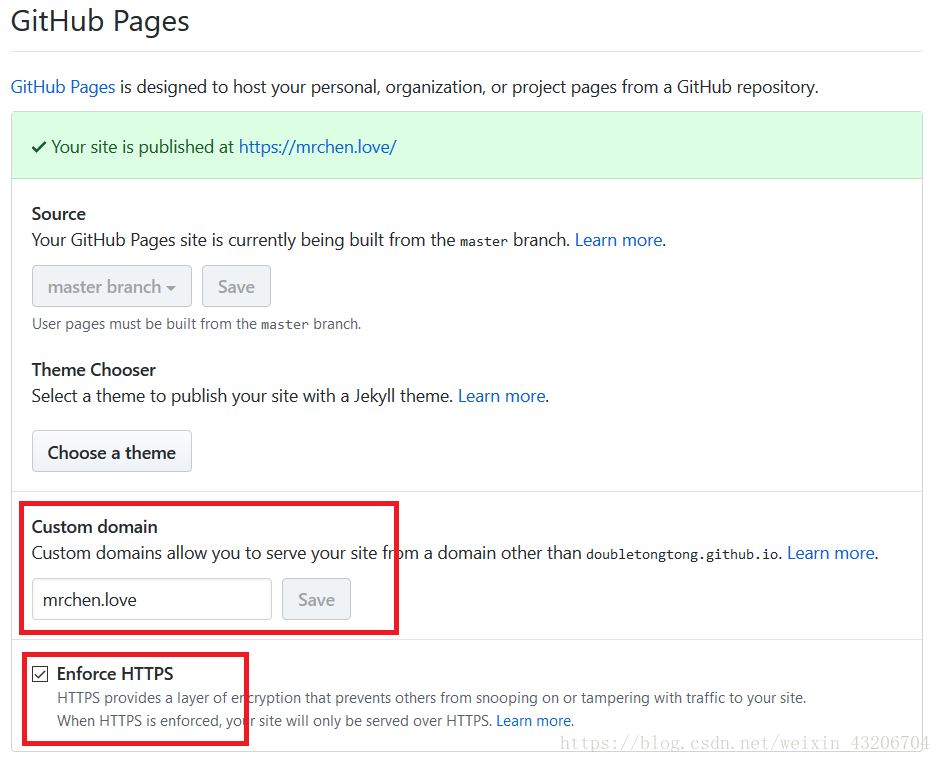 GitHub Pages
GitHub Pages is designed to host your personal, organization, or project pages from a GitHub repository.
Your site is published at https://mrchen.love/
Source
Your GitHub Pages site is currently being built from the master branch. Learn more.
master branch Save
User pages must be built from the master branch.
Theme Chooser
Select a theme to publish your site with a Jekyll theme. Learn more.
Choose a theme
Custom domain
Custom domains allow you to serve your site from a domain other than doubletongtong.github.io. Learn more.
mrchen.love Save
Enforce HTTPS
HTTPS provides a layer of encryption that prevents others from snooping on or tampering with traffic to your site.
When HTTPS is enforced, your site will only be served over HTTPS. Learn more.
https://blog.csdn.net/weixin_43206704